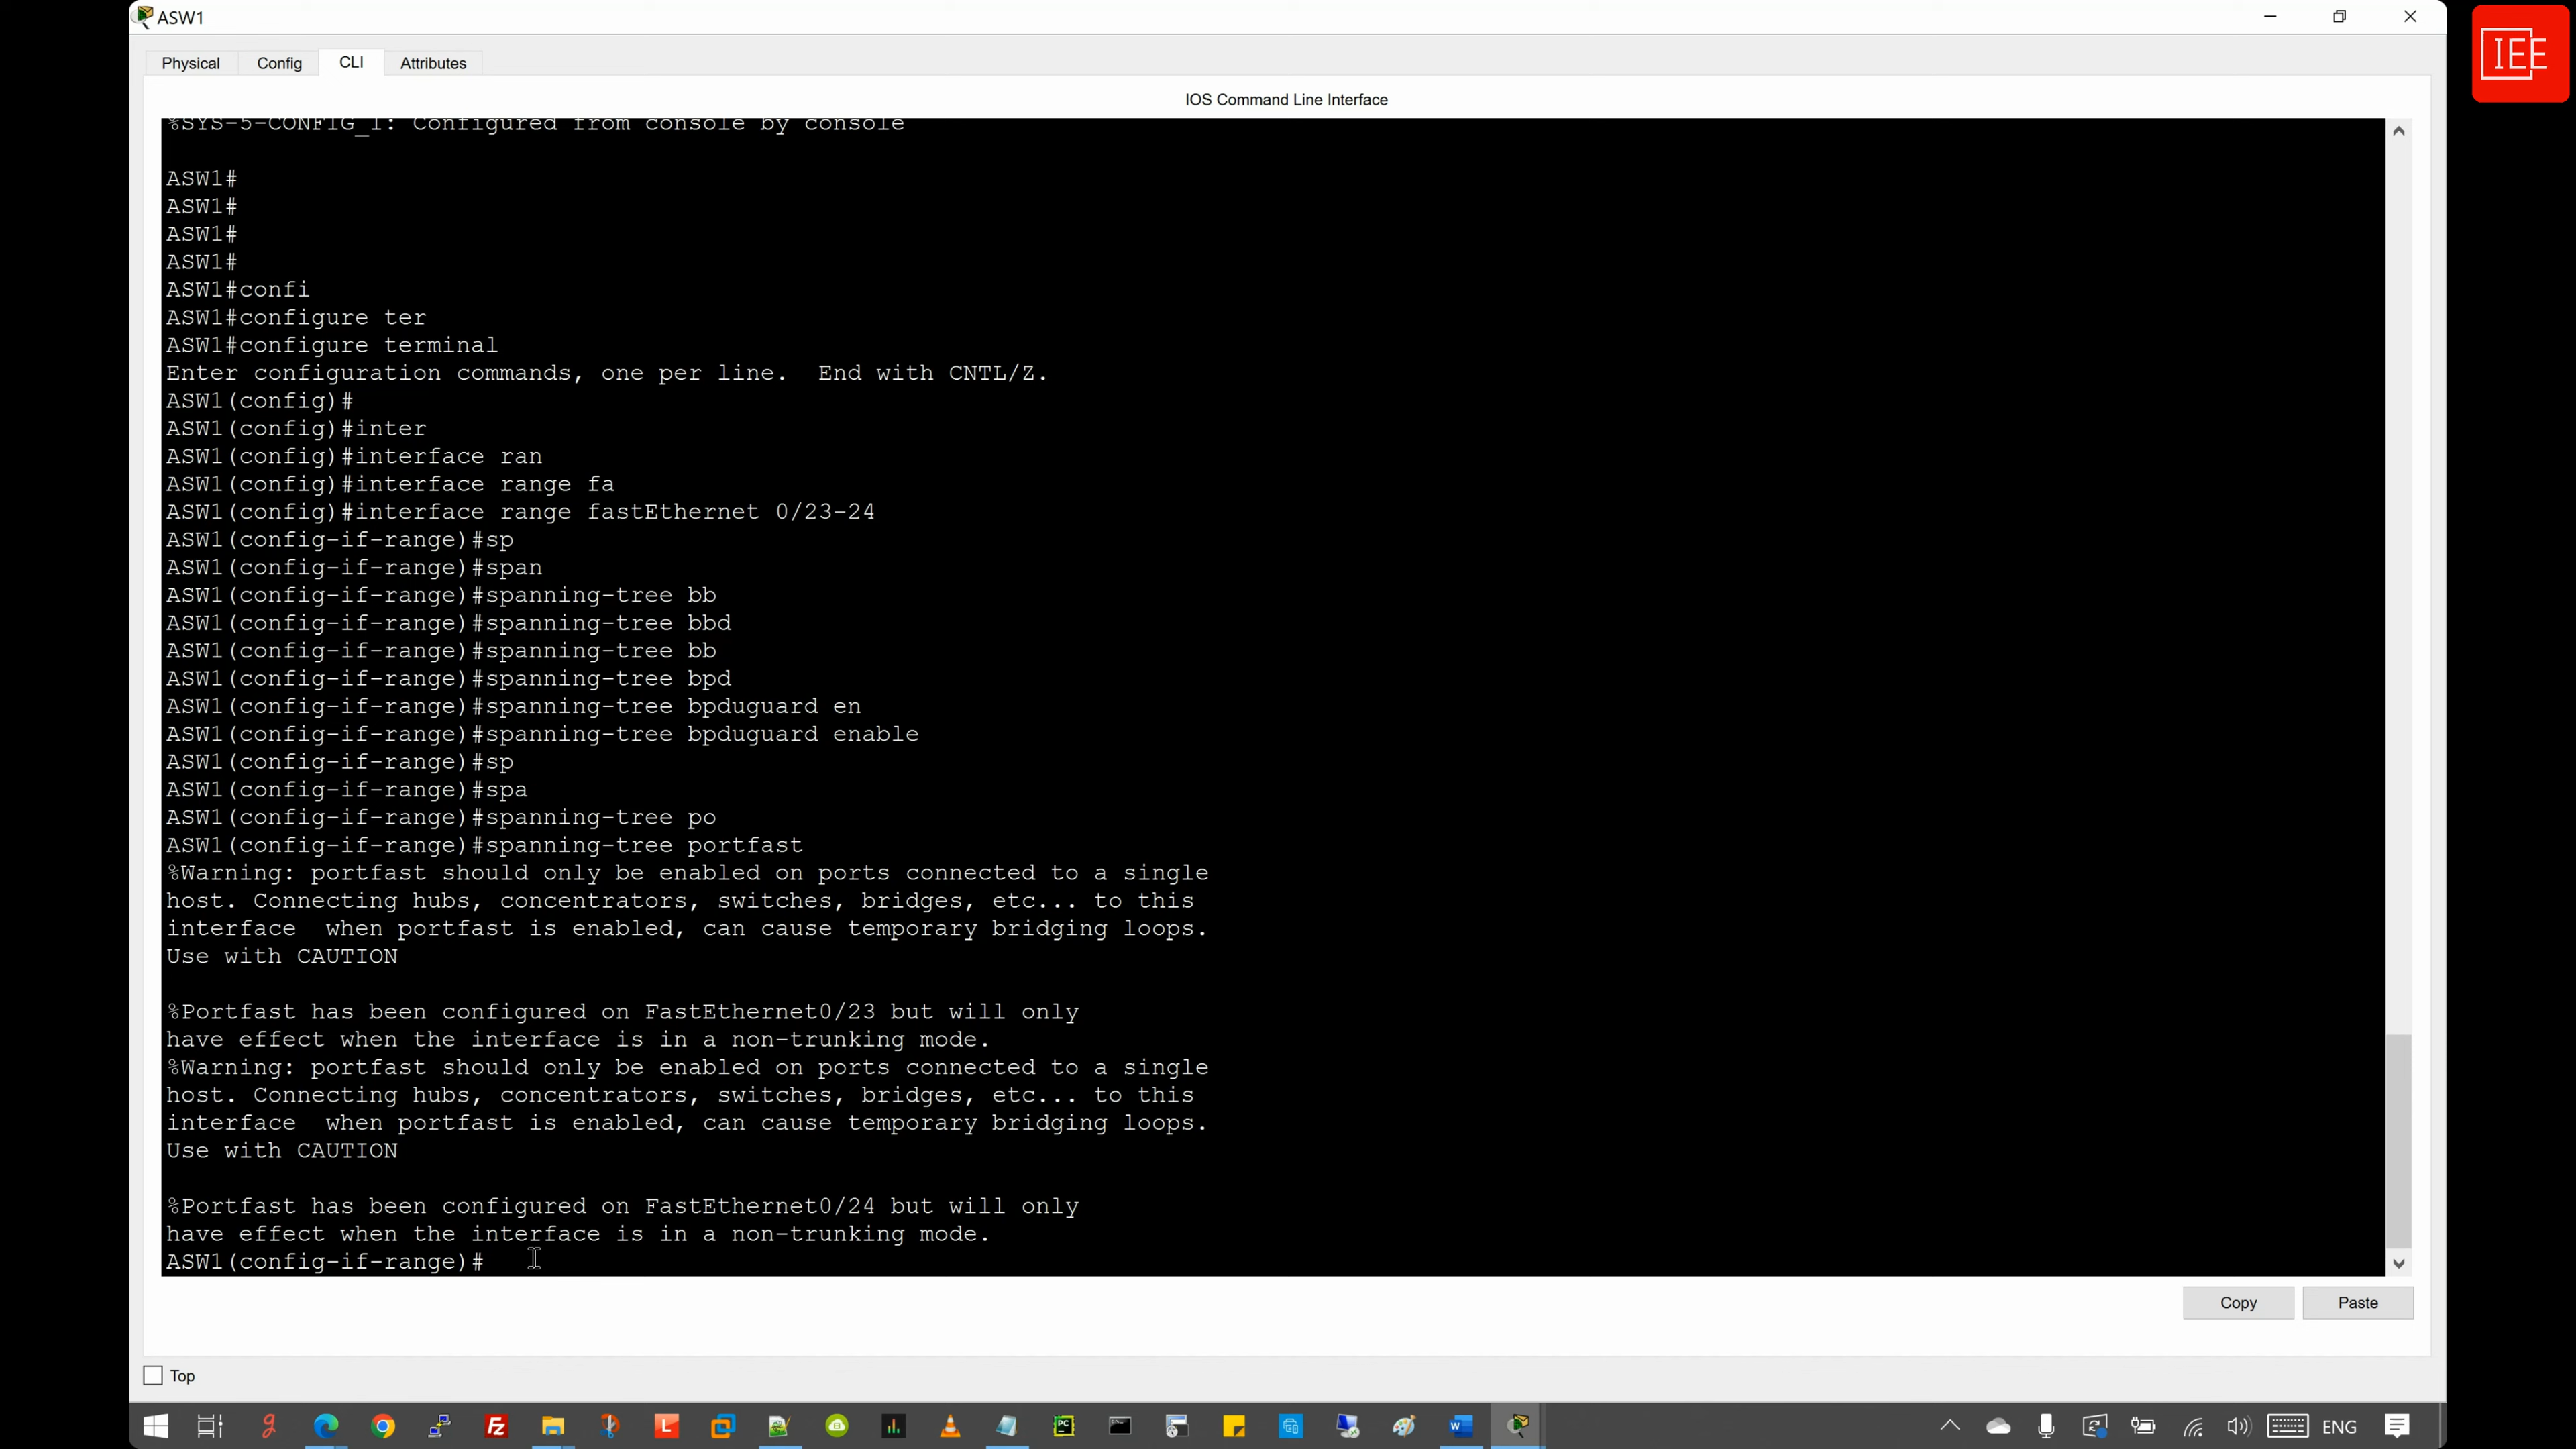 ASW1
IEE
Physical Config CLI Attributes
IOS Command Line Interface
%SYS-5-CONFIG_I: Configured from console by console
ASW1#
ASW1#
ASW1#
ASW1#
ASW1#confi
ASW1#configure ter
ASW1#configure terminal
Enter configuration commands, one per line.  End with CNTL/Z.
ASW1(config)#
ASW1(config)#inter
ASW1(config)#interface ran
ASW1(config)#interface range fa
ASW1(config)#interface range fastEthernet 0/23-24
ASW1(config-if-range)#sp
ASW1(config-if-range)#span
ASW1(config-if-range)#spanning-tree bb
ASW1(config-if-range)#spanning-tree bbd
ASW1(config-if-range)#spanning-tree bb
ASW1(config-if-range)#spanning-tree bpd
ASW1(config-if-range)#spanning-tree bpduguard en
ASW1(config-if-range)#spanning-tree bpduguard enable
ASW1(config-if-range)#sp
ASW1(config-if-range)#spa
ASW1(config-if-range)#spanning-tree po
ASW1(config-if-range)#spanning-tree portfast
%Warning: portfast should only be enabled on ports connected to a single
host. Connecting hubs, concentrators, switches, bridges, etc... to this
interface  when portfast is enabled, can cause temporary bridging loops.
Use with CAUTION
%Portfast has been configured on FastEthernet0/23 but will only
have effect when the interface is in a non-trunking mode.
%Warning: portfast should only be enabled on ports connected to a single
host. Connecting hubs, concentrators, switches, bridges, etc... to this
interface  when portfast is enabled, can cause temporary bridging loops.
Use with CAUTION
%Portfast has been configured on FastEthernet0/24 but will only
have effect when the interface is in a non-trunking mode.
ASW1(config-if-range)#
Copy Paste
Top
ENG